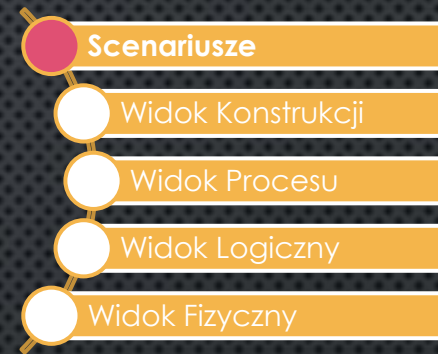 Scenariusze
Widok Konstrukcji
Widok Procesu
Widok Logiczny
Widok Fizyczny